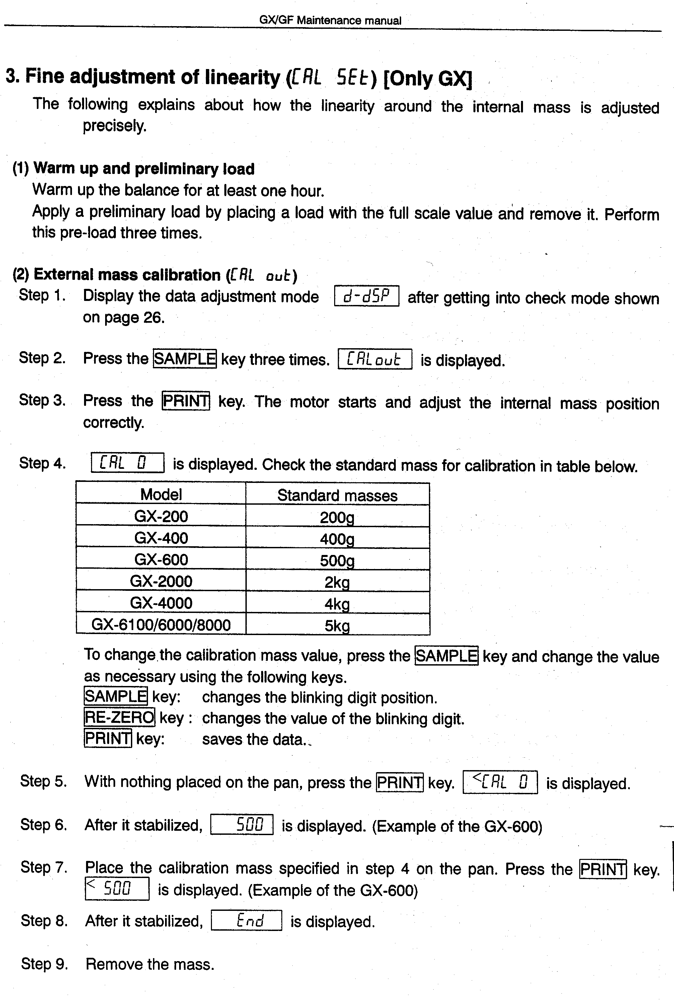 GX/GF Maintenance manual
3. Fine adjustment of linearity (CAL SEt) [Only GX]
The following explains about how the linearity around the internal mass is adjusted
precisely.
(1) Warm up and preliminary load
Warm up the balance for at least one hour.
Apply a preliminary load by placing a load with the full scale value and remove it. Perform
this pre-load three times.
(2) External mass calibration (CAL out)
Step 1. Display the data adjustment mode d-dSP after getting into check mode shown
on page 26.
Step 2. Press the SAMPLE key three times. CALout is displayed.
Step 3. Press the PRINT key. The motor starts and adjust the internal mass position
correctly.
Step 4. CAL 0 is displayed. Check the standard mass for calibration in table below.
Model Standard masses
GX-200 200g
GX-400 400g
GX-600 500g
GX-2000 2kg
GX-4000 4kg
GX-6100/6000/8000 5kg
To change the calibration mass value, press the SAMPLE key and change the value
as necessary using the following keys.
SAMPLE key: changes the blinking digit position.
RE-ZERO key : changes the value of the blinking digit.
PRINT key: saves the data.
Step 5. With nothing placed on the pan, press the PRINT key. <CAL 0 is displayed.
Step 6. After it stabilized, 500 is displayed. (Example of the GX-600)
Step 7. Place the calibration mass specified in step 4 on the pan. Press the PRINT key.
< 500 is displayed. (Example of the GX-600)
Step 8. After it stabilized, End is displayed.
Step 9. Remove the mass.